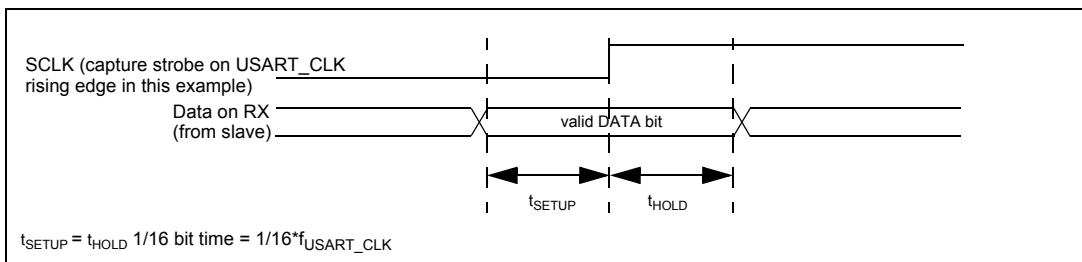 SCLK (capture strobe on USART_CLK
rising edge in this example)
Data on RX
(from slave)
valid DATA bit
tSETUP
tHOLD
tSETUP = tHOLD 1/16 bit time = 1/16*fUSART_CLK